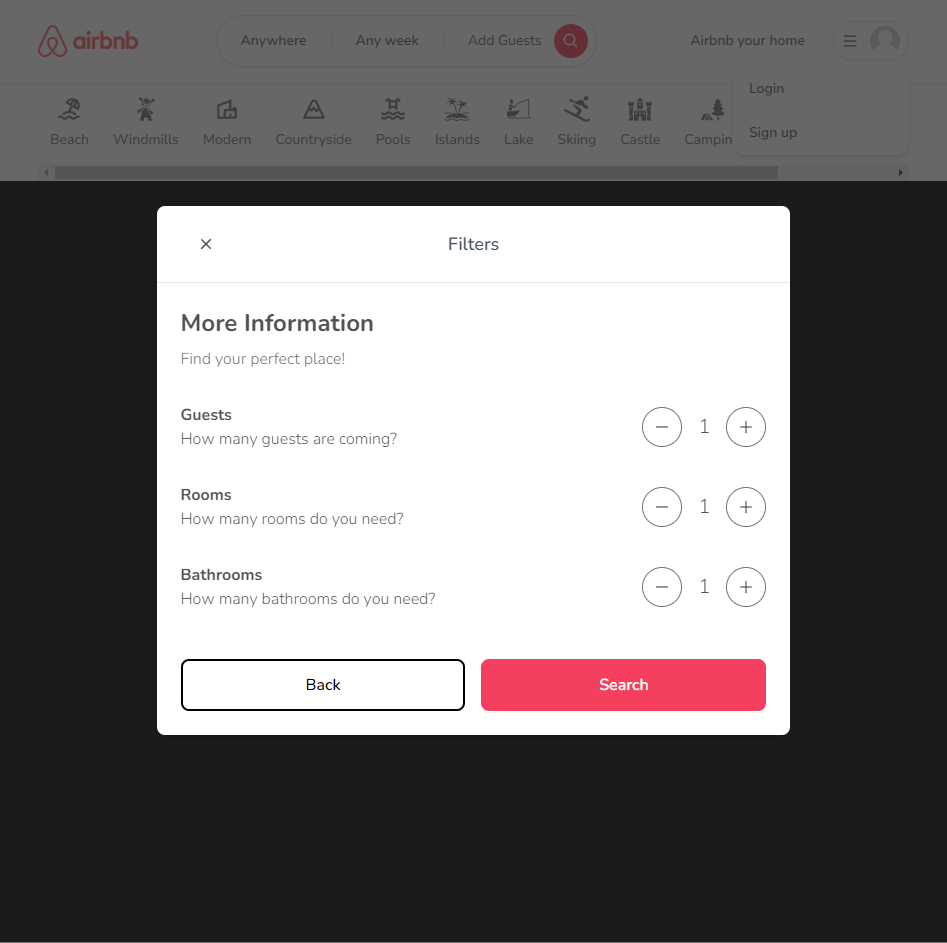 airbnb
Anywhere Any week Add Guests
Airbnb your home
Login
Sign up
Beach Windmills Modern Countryside Pools Islands Lake Skiing Castle Campin
Filters
More Information
Find your perfect place!
Guests
How many guests are coming?
1
Rooms
How many rooms do you need?
1
Bathrooms
How many bathrooms do you need?
1
Back
Search